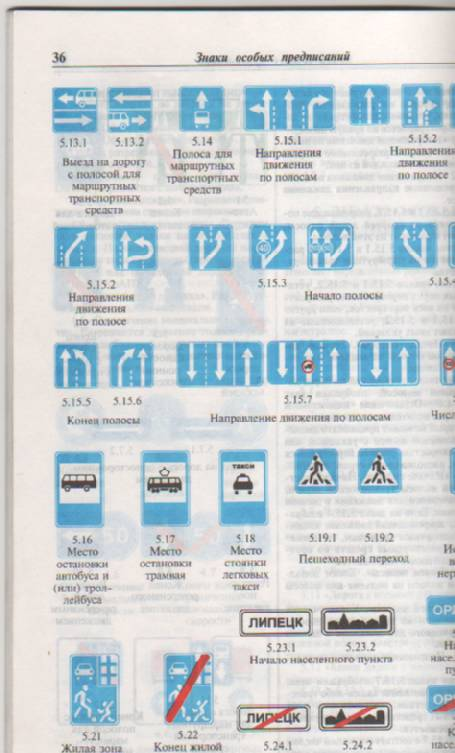 36 Знаки особых предписаний
5.13.1 5.13.2 5.14 5.15.1 5.15.2
Выезд на дорогу
с полосой для
маршрутных
транспортных
средств
Полоса для
маршрутных
транспортных
средств
Направления
движения
по полосам
Направления
движения
по полосе
40
5.15.2 5.15.3 5.15.4
Направления
движения
по полосе
Начало полосы
5.15.5 5.15.6 5.15.7
Конец полосы Направление движения по полосам
ТАКСИ
5.16 5.17 5.18 5.19.1 5.19.2
Место
остановки
автобуса и
(или) трол-
лейбуса
Место
остановки
трамвая
Место
стоянки
легковых
такси
Пешеходный переход
ЛИПЕЦК
5.23.1 5.23.2
Начало населенного пункта
5.21 5.22
Жилая зона Конец жилой
ЛИПЕЦК
5.24.1 5.24.2